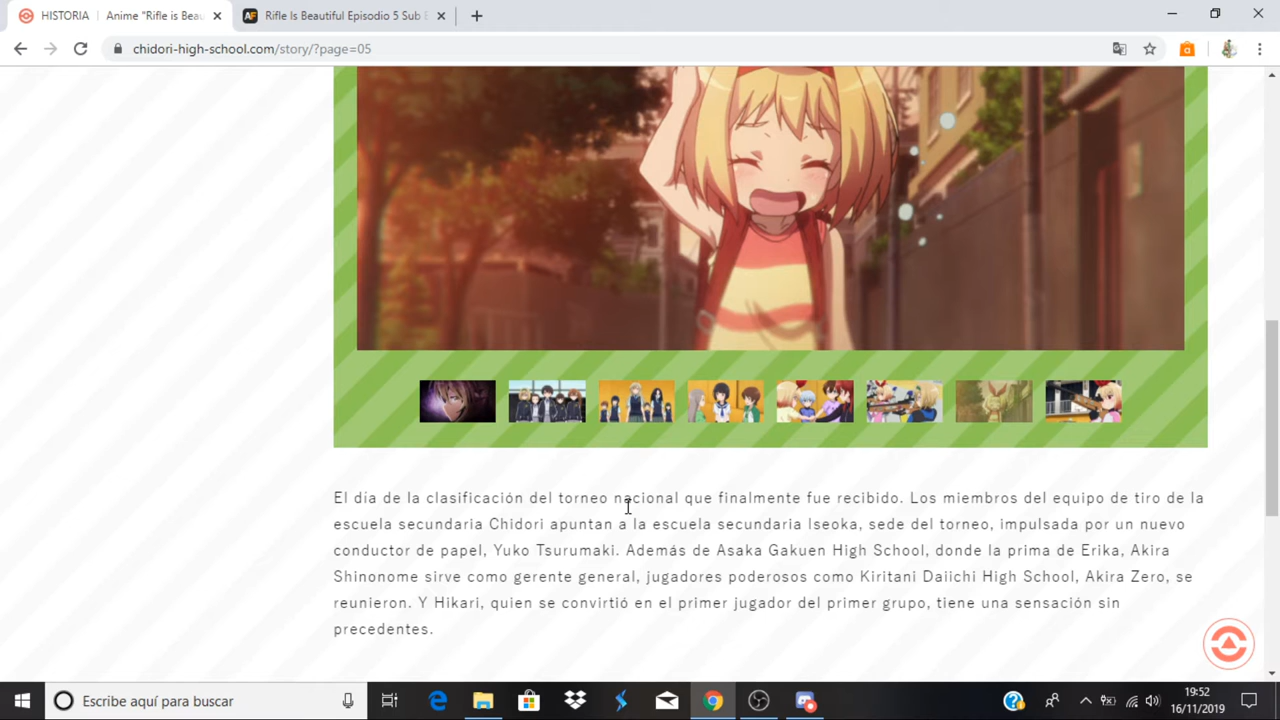 HISTORIA | Anime "Rifle is Beau
Rifle Is Beautiful Episodio 5 Sub E
chidori-high-school.com/story/?page=05
El día de la clasificación del torneo nacional que finalmente fue recibido. Los miembros del equipo de tiro de la
escuela secundaria Chidori apuntan a la escuela secundaria Iseoka, sede del torneo, impulsada por un nuevo
conductor de papel, Yuko Tsurumaki. Además de Asaka Gakuen High School, donde la prima de Erika, Akira
Shinonome sirve como gerente general, jugadores poderosos como Kiritani Daiichi High School, Akira Zero, se
reunieron. Y Hikari, quien se convirtió en el primer jugador del primer grupo, tiene una sensación sin
precedentes.
Escribe aquí para buscar
19:52
16/11/2019